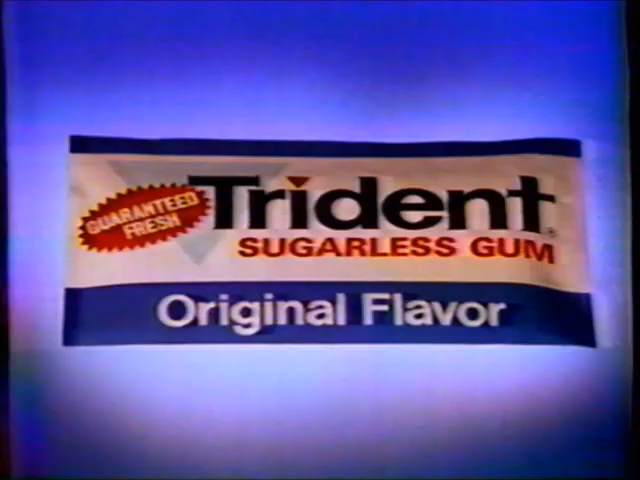 GUARANTEED
FRESH
Trident®
SUGARLESS GUM
Original Flavor